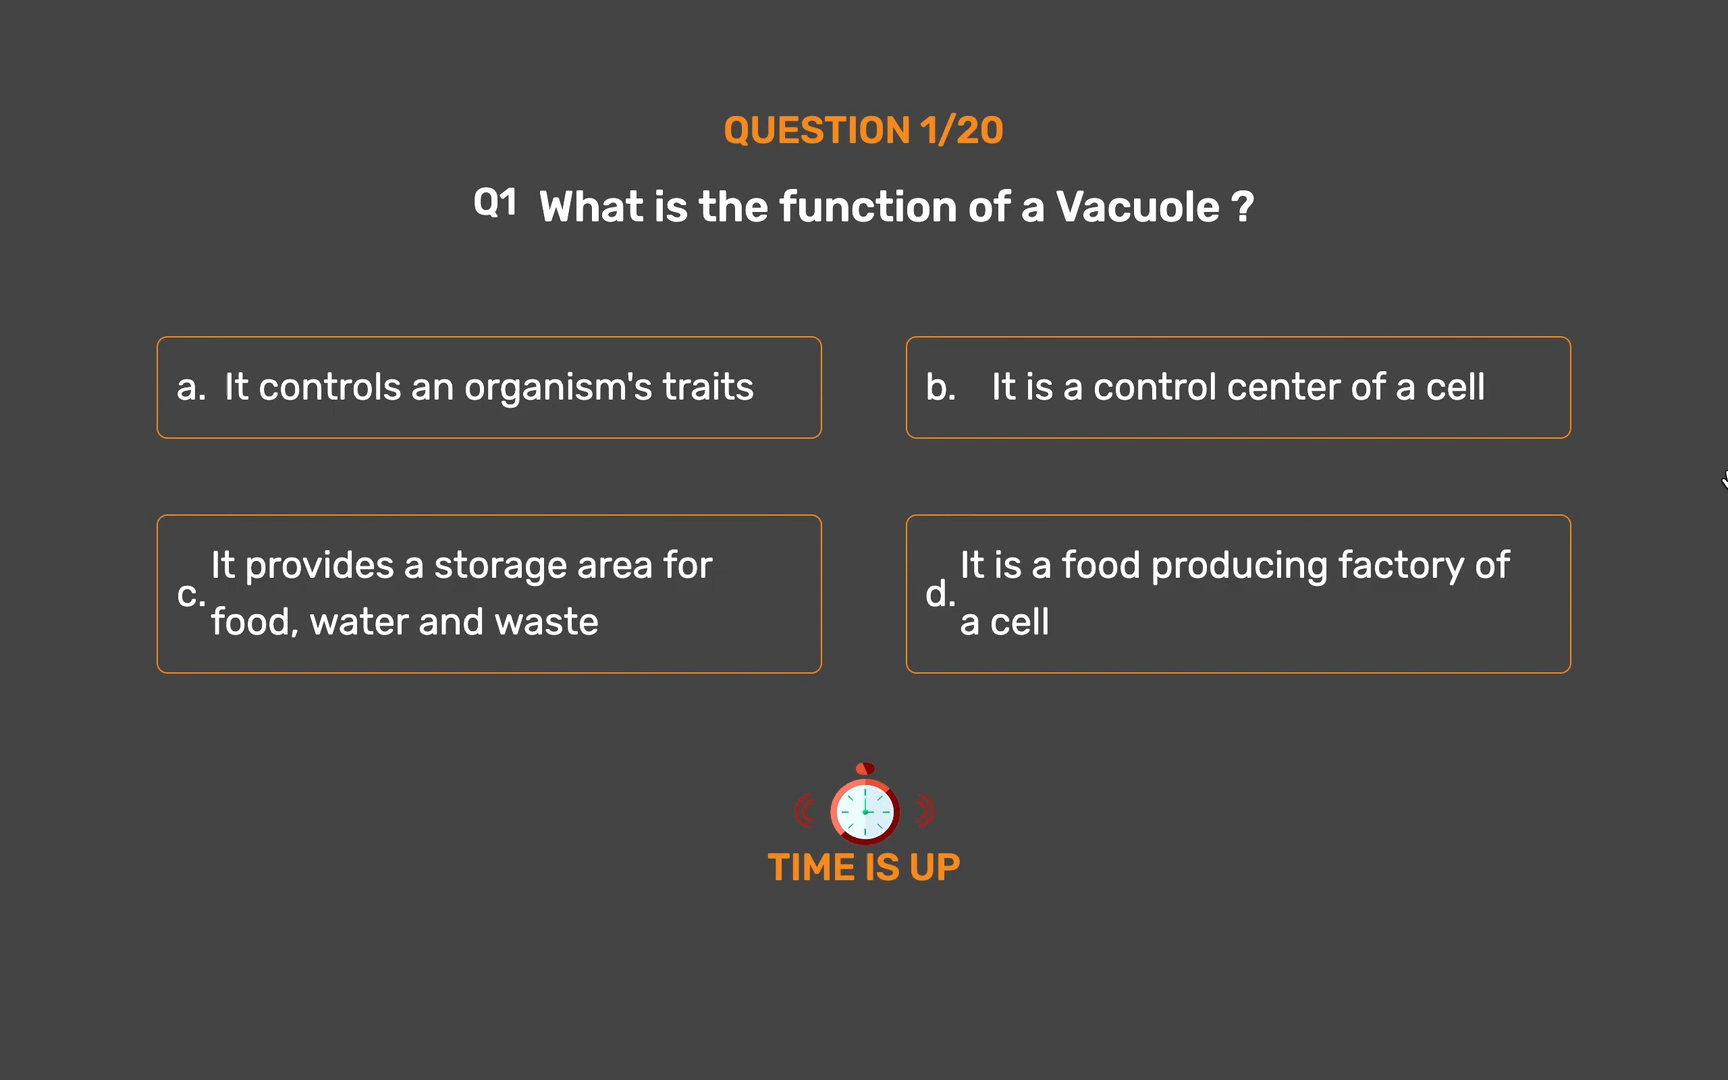 QUESTION 1/20
Q1 What is the function of a Vacuole ?
a. It controls an organism's traits
b. It is a control center of a cell
c. It provides a storage area for
food, water and waste
d. It is a food producing factory of
a cell
TIME IS UP